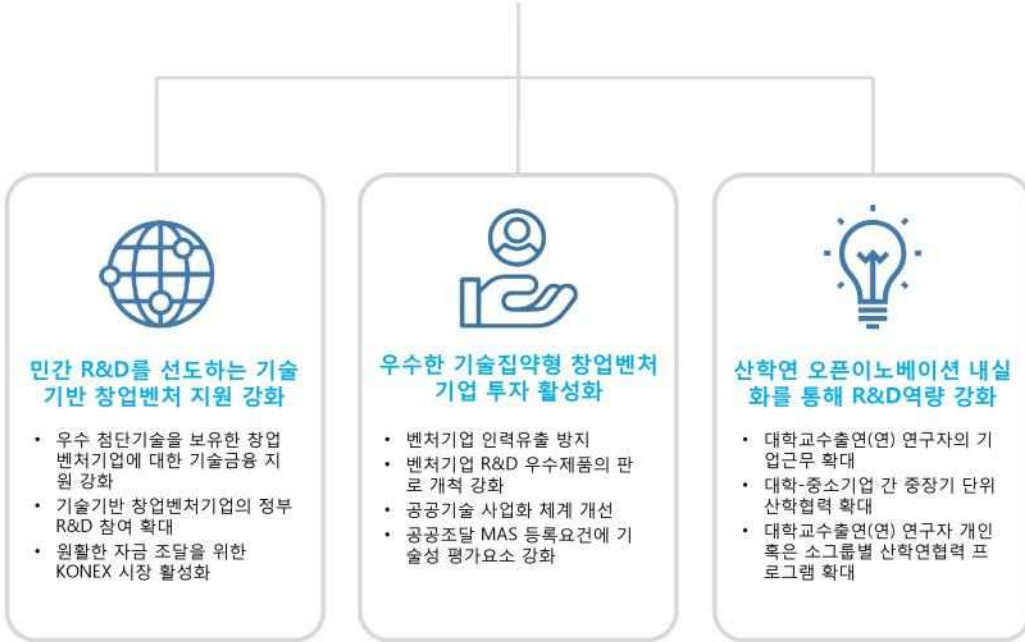 민간 R&D를 선도하는 기술
기반 창업벤처 지원 강화
• 우수 첨단기술을 보유한 창업
벤처기업에 대한 기술금융 지
원 강화
• 기술기반 창업벤처기업의 정부
R&D 참여 확대
• 원활한 자금 조달을 위한
KONEX 시장 활성화
우수한 기술집약형 창업벤처
기업 투자 활성화
• 벤처기업 인력유출 방지
• 벤처기업 R&D 우수제품의 판
로 개척 강화
• 공공기술 사업화 체계 개선
• 공공조달 MAS 등록요건에 기
술성 평가요소 강화
산학연 오픈이노베이션 내실
화를 통해 R&D역량 강화
• 대학교수출연(연) 연구자의 기
업근무 확대
• 대학-중소기업 간 중장기 단위
산학협력 확대
• 대학교수출연(연) 연구자 개인
혹은 소그룹별 산학연협력 프
로그램 확대